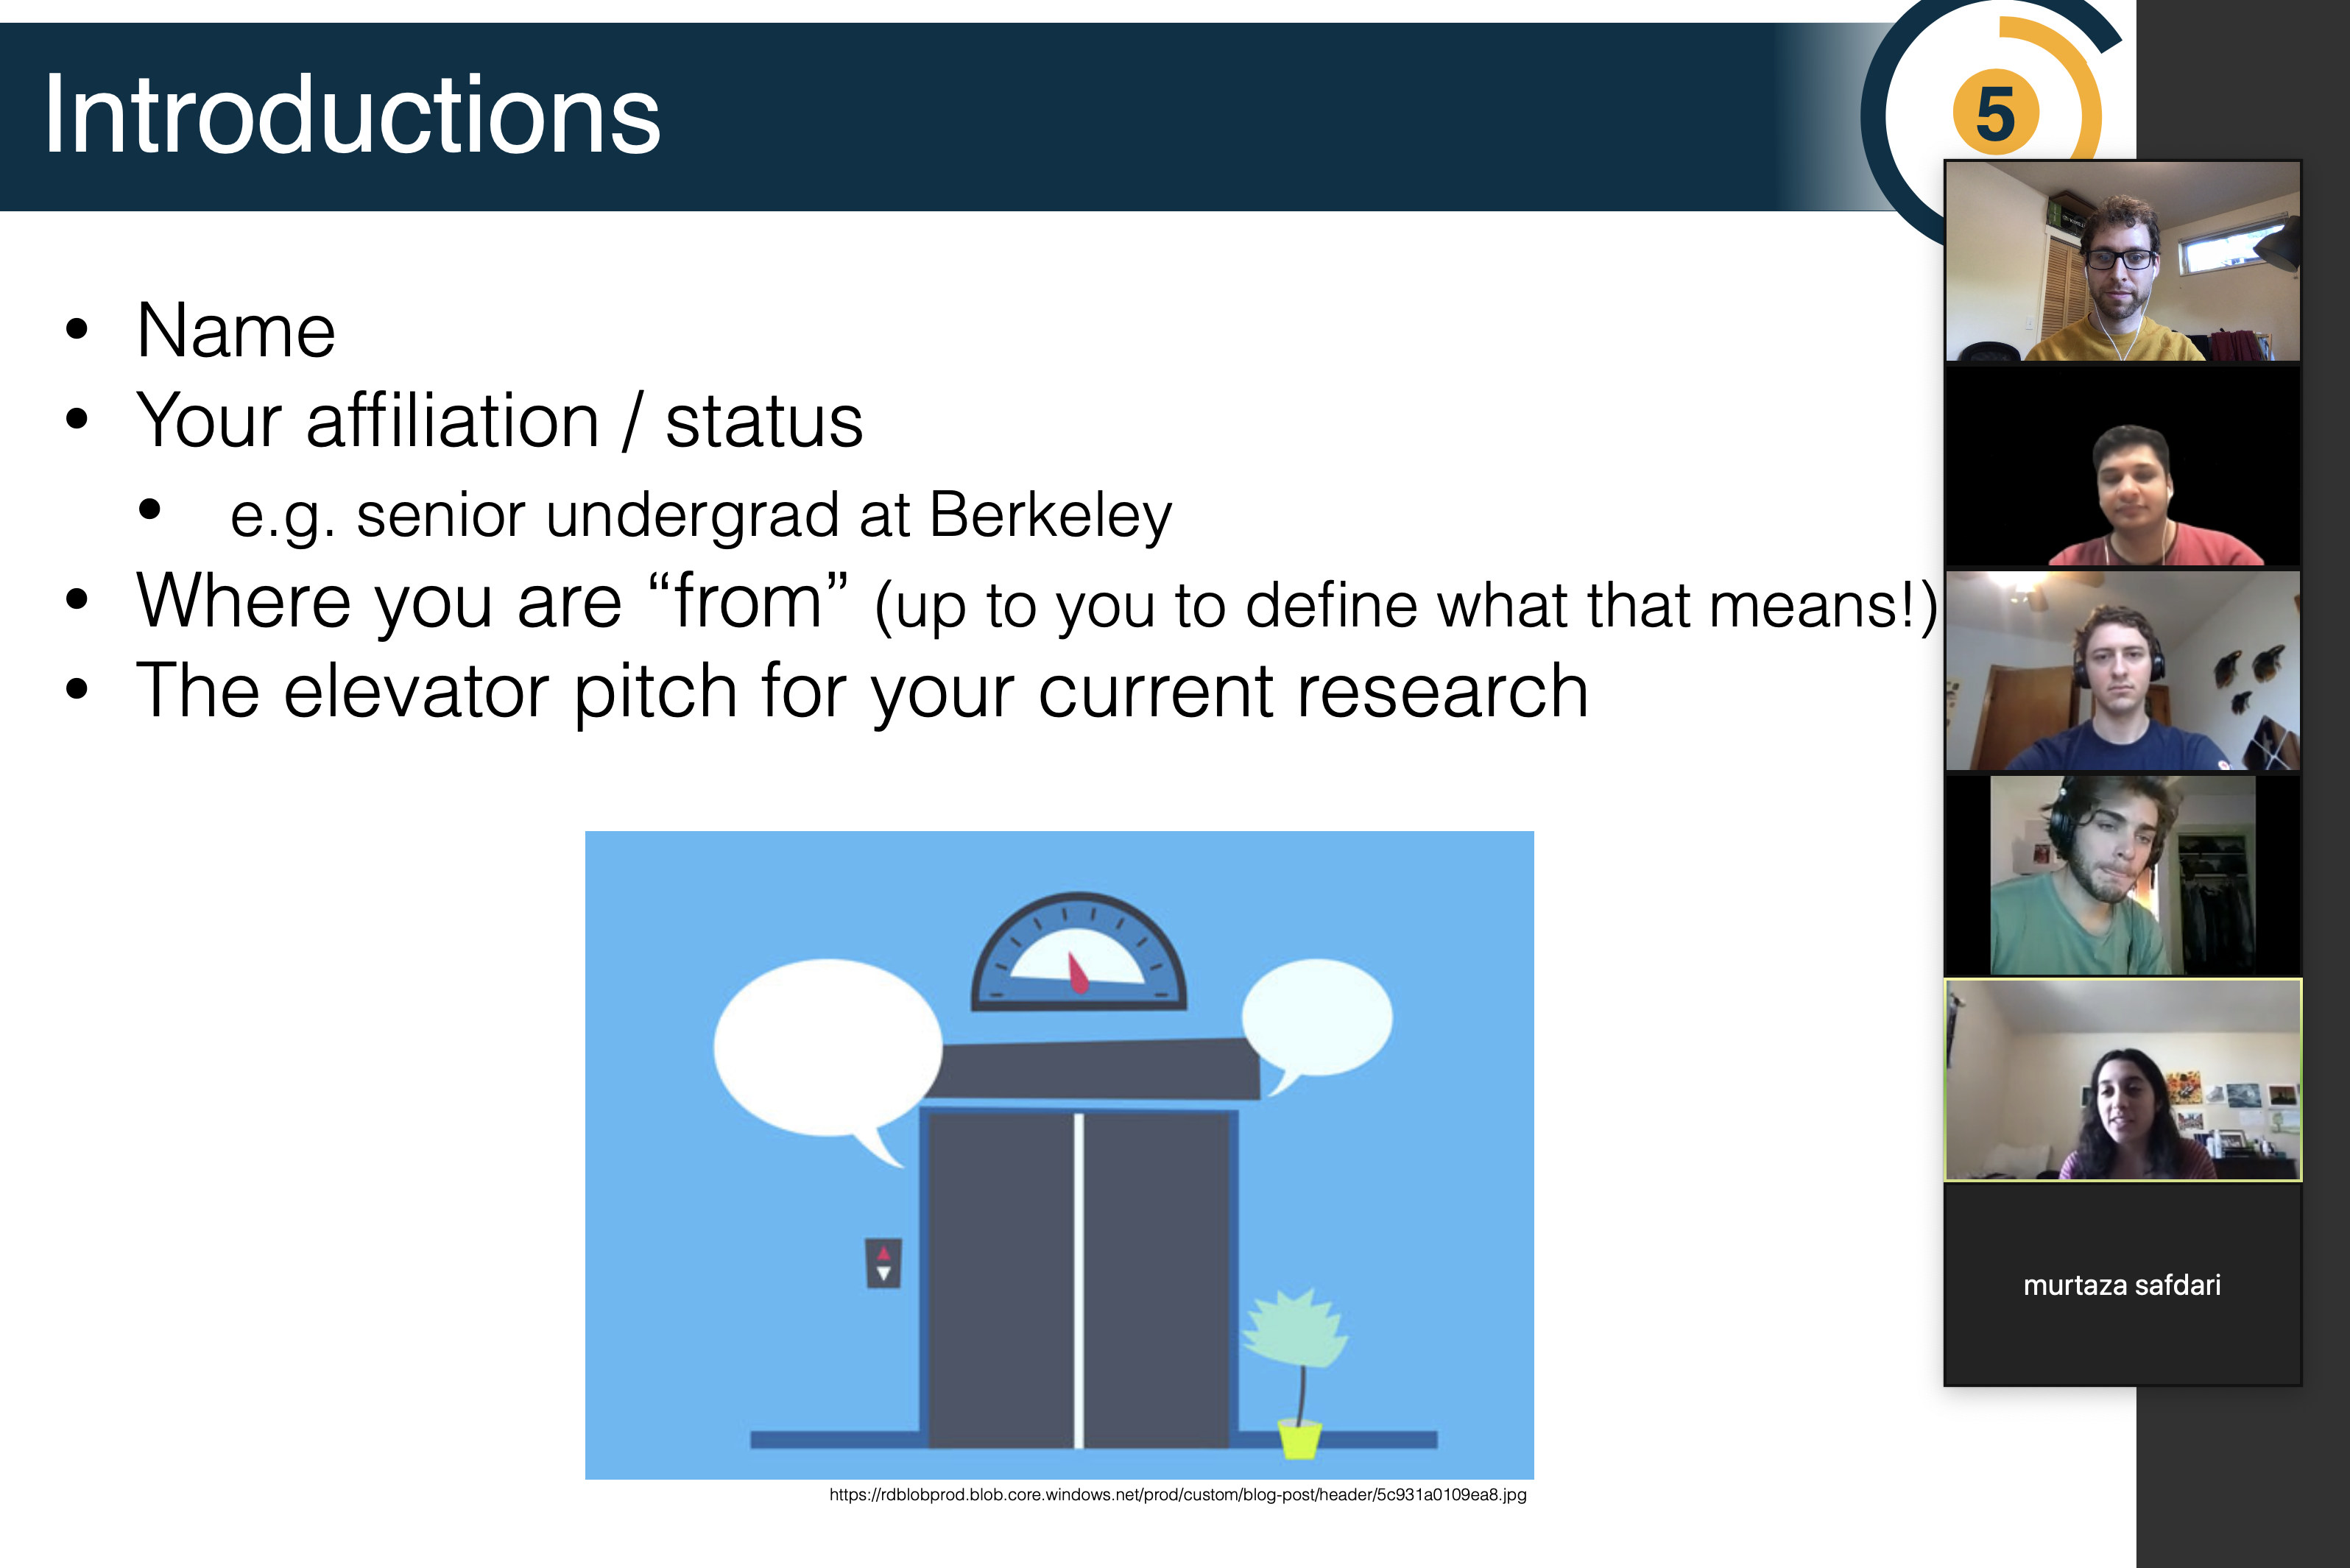 Introductions
5
• Name
• Your affiliation / status
• e.g. senior undergrad at Berkeley
• Where you are “from” (up to you to define what that means!)
• The elevator pitch for your current research
murtaza safdari
https://rdblobprod.blob.core.windows.net/prod/custom/blog-post/header/5c931a0109ea8.jpg